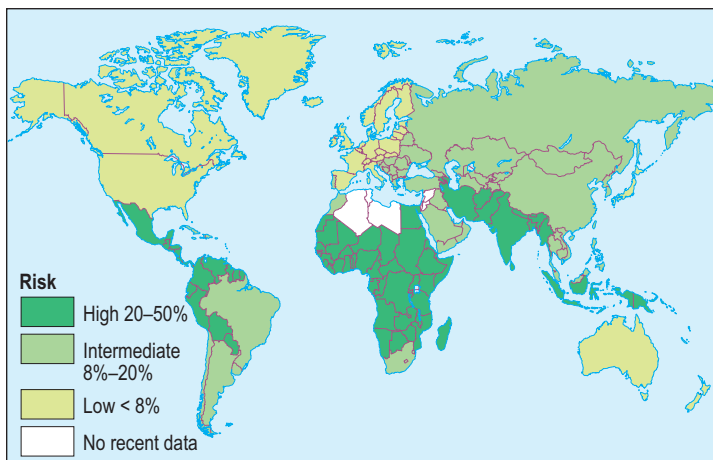 Risk
High 20–50%
Intermediate
8%–20%
Low < 8%
No recent data